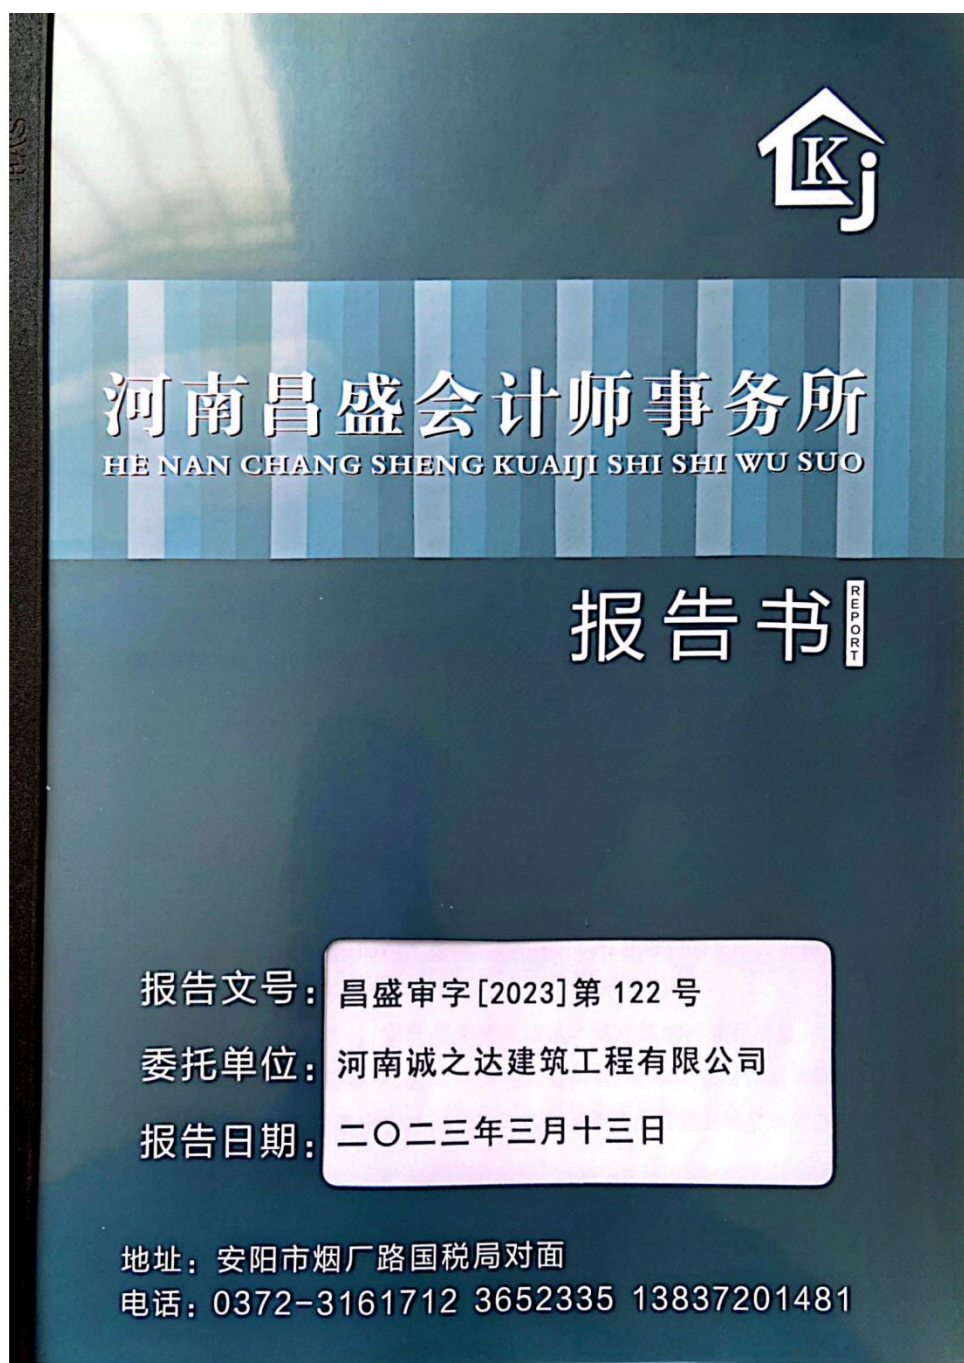 Kj
河南昌盛会计师事务所
HE NAN CHANG SHENG KUAIJI SHI SHI WU SUO
报告书 REPORT
报告文号：昌盛审字[2023]第 122 号
委托单位：河南诚之达建筑工程有限公司
报告日期：二〇二三年三月十三日
地址：安阳市烟厂路国税局对面
电话：0372-3161712 3652335 13837201481